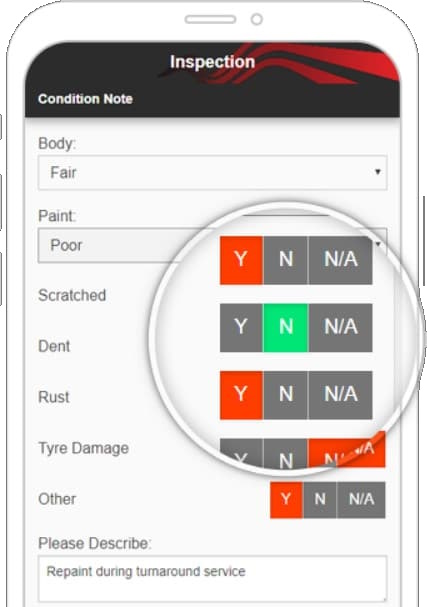 Inspection
Condition Note
Body:
Fair
Paint:
Poor
Y N N/A
Scratched
Y N N/A
Dent
Rust
Y N N/A
Tyre Damage
Y N N/A
Other
Y N N/A
Please Describe:
Repaint during turnaround service